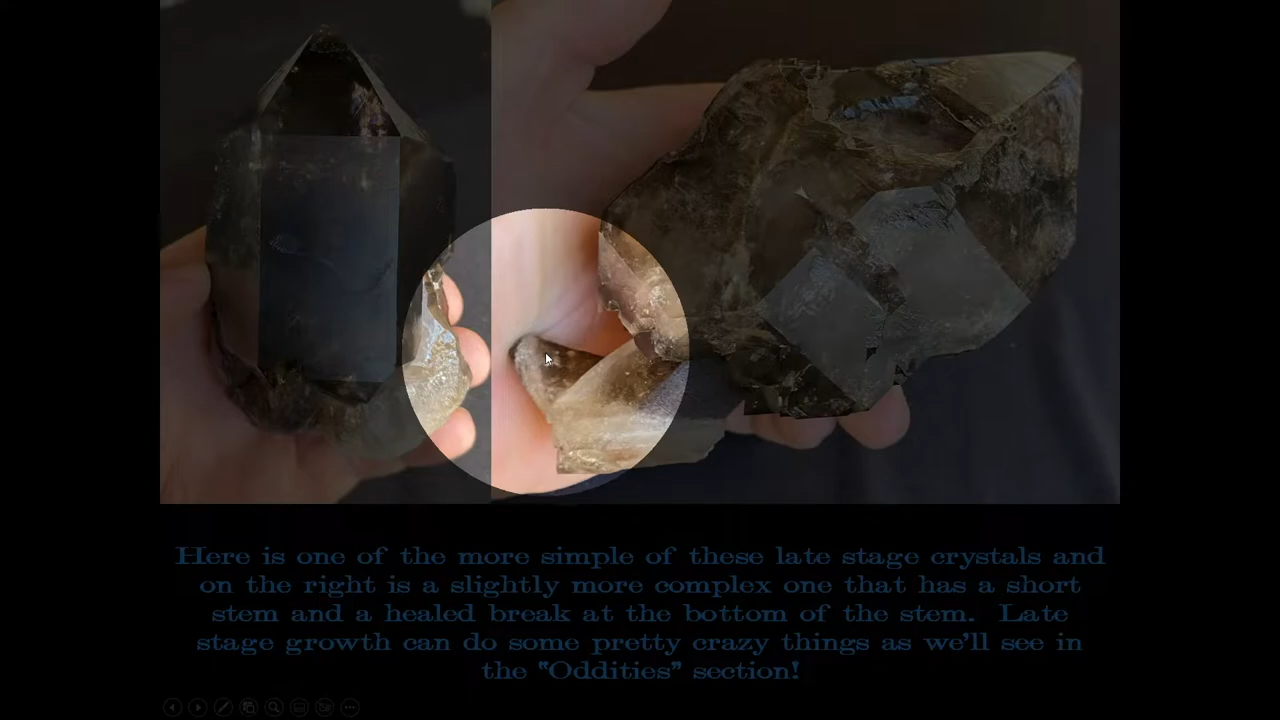 Here is one of the more simple of these late stage crystals and
on the right is a slightly more complex one that has a short
stem and a healed break at the bottom of the stem.  Late
stage growth can do some pretty crazy things as we'll see in
the "Oddities" section!